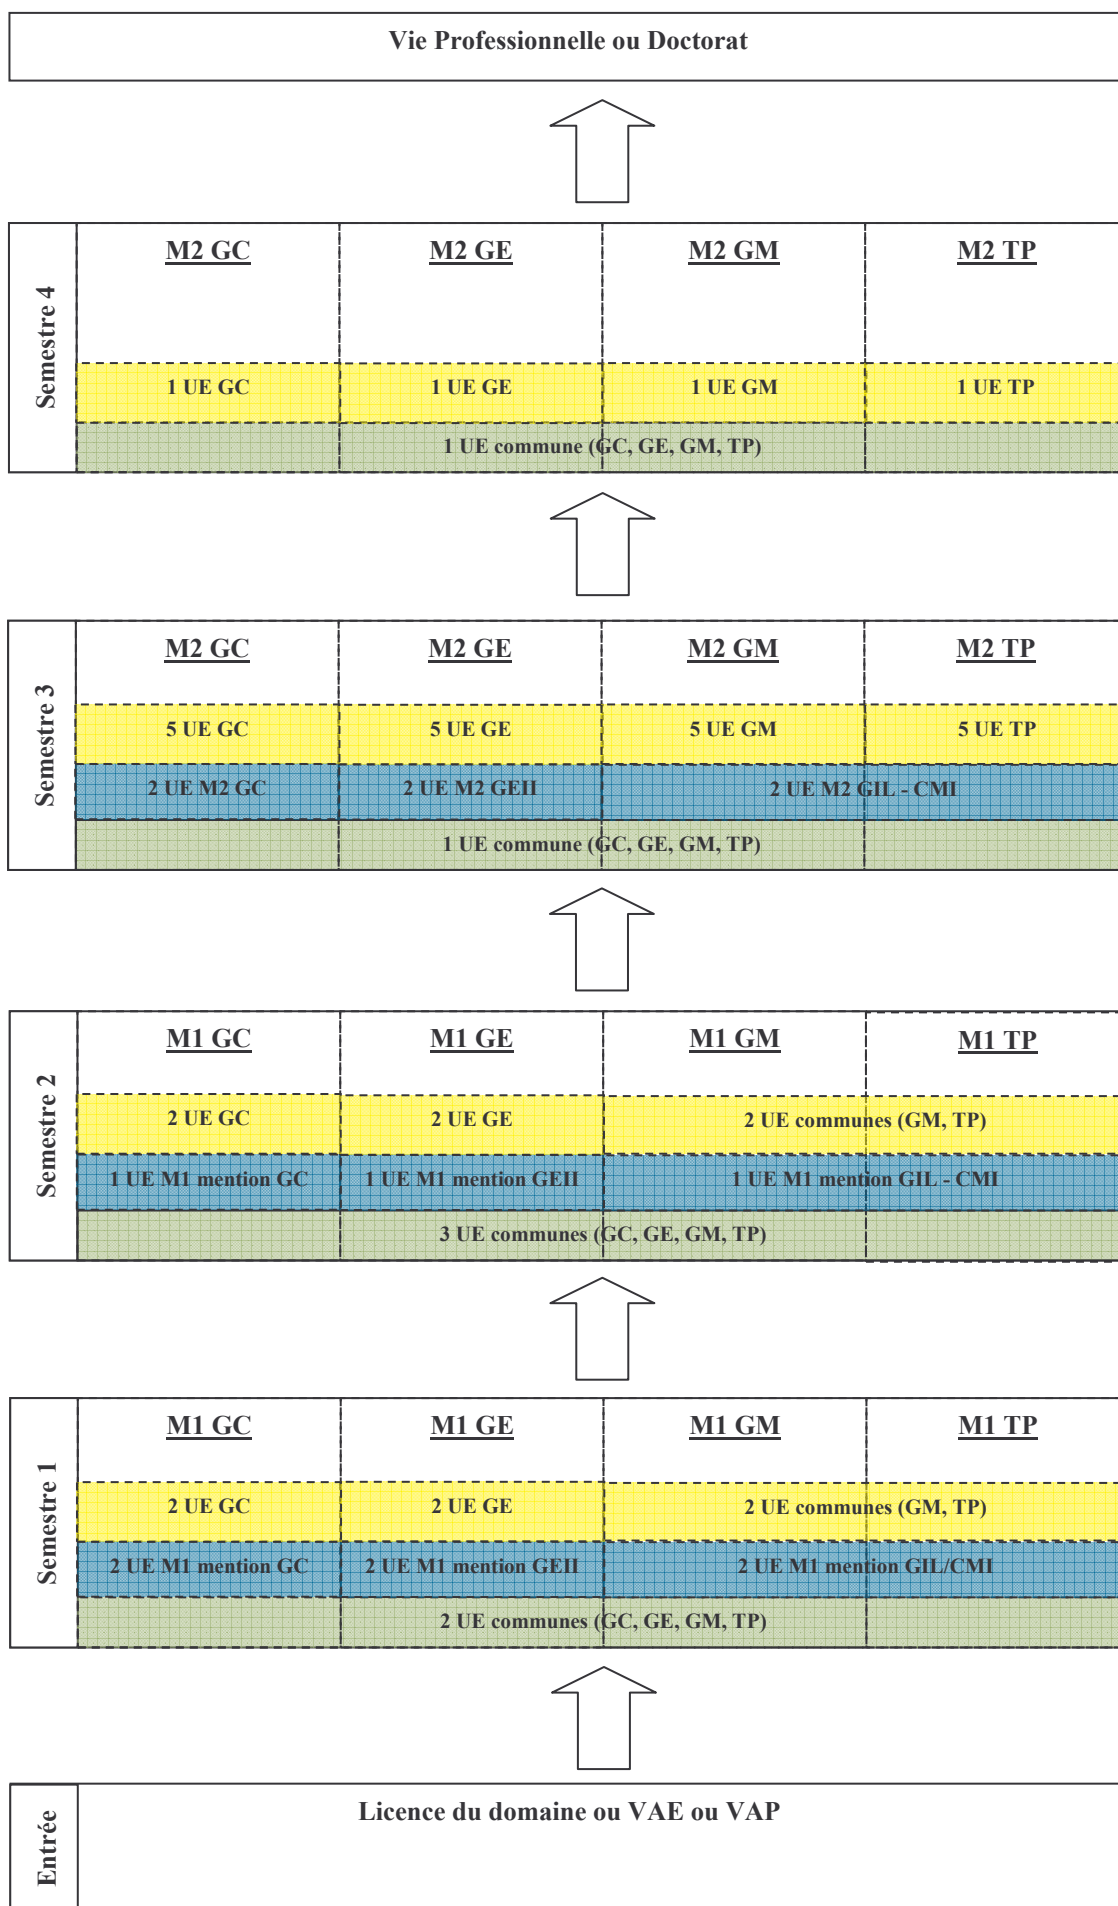 Vie Professionnelle ou Doctorat
Semestre 4
M2 GC
M2 GE
M2 GM
M2 TP
1 UE GC
1 UE GE
1 UE GM
1 UE TP
1 UE commune (GC, GE, GM, TP)
Semestre 3
M2 GC
M2 GE
M2 GM
M2 TP
5 UE GC
5 UE GE
5 UE GM
5 UE TP
2 UE M2 GC
2 UE M2 GEII
2 UE M2 GIL - CMI
1 UE commune (GC, GE, GM, TP)
Semestre 2
M1 GC
M1 GE
M1 GM
M1 TP
2 UE GC
2 UE GE
2 UE communes (GM, TP)
1 UE M1 mention GC
1 UE M1 mention GEII
1 UE M1 mention GIL - CMI
3 UE communes (GC, GE, GM, TP)
Semestre 1
M1 GC
M1 GE
M1 GM
M1 TP
2 UE GC
2 UE GE
2 UE communes (GM, TP)
2 UE M1 mention GC
2 UE M1 mention GEII
2 UE M1 mention GIL/CMI
2 UE communes (GC, GE, GM, TP)
Entrée
Licence du domaine ou VAE ou VAP